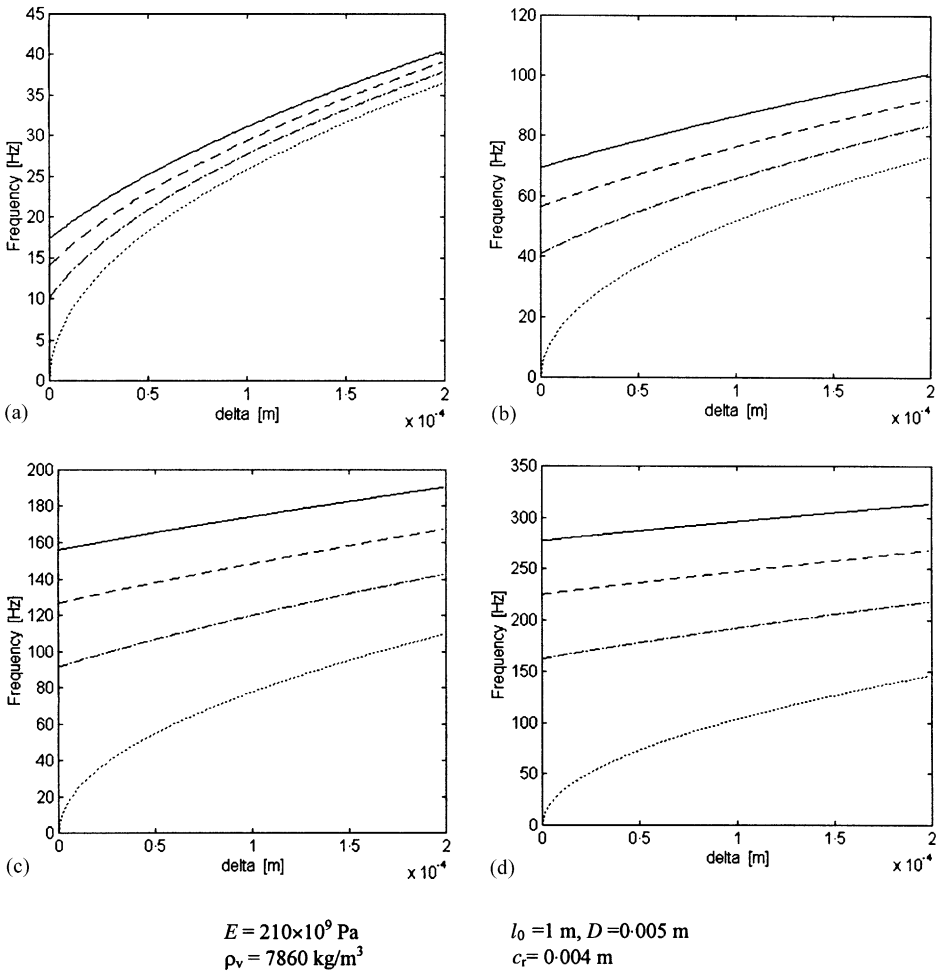 45
40
35
30
25
20
15
10
5
0
Frequency [Hz]
0 0·5 1 1·5 2
delta [m]
x 10⁻⁴
(a)
120
100
80
60
40
20
0
Frequency [Hz]
0 0·5 1 1·5 2
delta [m]
x 10⁻⁴
(b)
200
180
160
140
120
100
80
60
40
20
0
Frequency [Hz]
0 0·5 1 1·5 2
delta [m]
x 10⁻⁴
(c)
350
300
250
200
150
100
50
0
Frequency [Hz]
0 0·5 1 1·5 2
delta [m]
x 10⁻⁴
(d)
E = 210×10⁹ Pa
ρᵥ = 7860 kg/m³
l₀ =1 m, D =0·005 m
cᵣ= 0·004 m